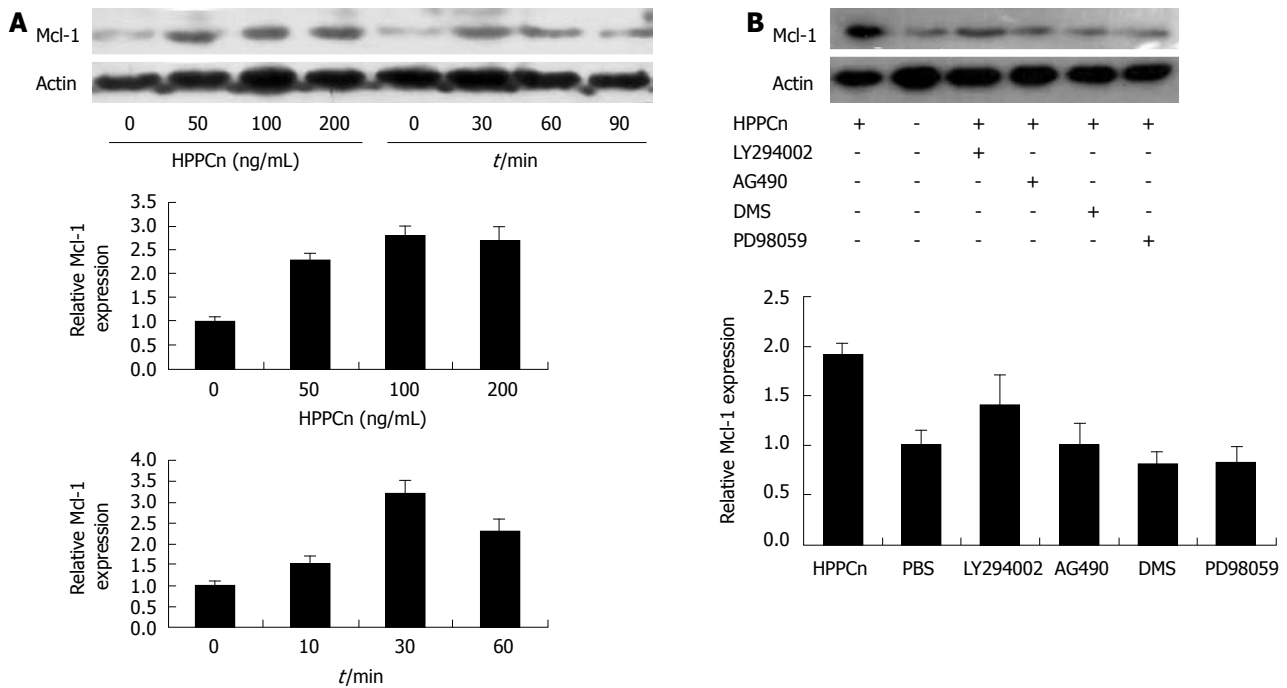 A
Mcl-1
Actin
0 50 100 200 0 30 60 90
HPPCn (ng/mL) t/min
Relative Mcl-1
expression
3.5
3.0
2.5
2.0
1.5
1.0
0.5
0.0
0 50 100 200
HPPCn (ng/mL)
Relative Mcl-1
expression
4.0
3.5
3.0
2.5
2.0
1.5
1.0
0.5
0.0
0 10 30 60
t/min
B
Mcl-1
Actin
HPPCn + - + + + +
LY294002 - - + - - -
AG490 - - - + - -
DMS - - - - + -
PD98059 - - - - - +
Relative Mcl-1 expression
2.5
2.0
1.5
1.0
0.5
0.0
HPPCn PBS LY294002 AG490 DMS PD98059